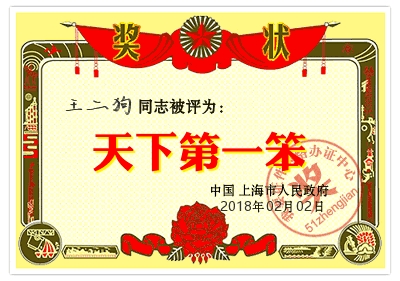 奖状
王二狗 同志被评为：
天下第一笨
中国 上海市人民政府
2018年02月02日
办证中心
奖
51zhengjian